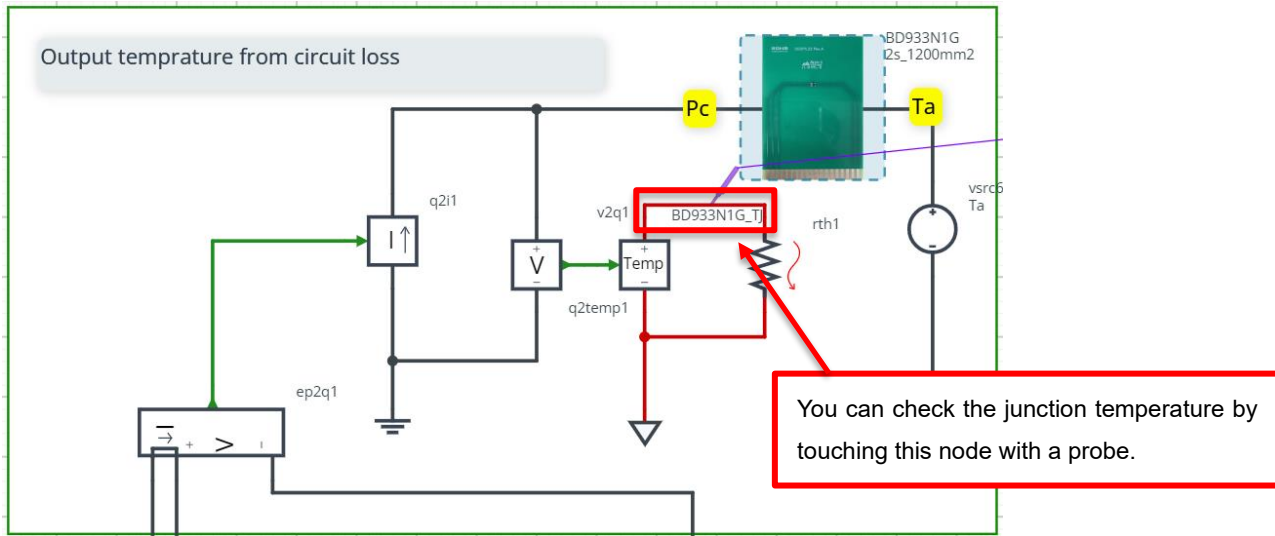 Output temprature from circuit loss
BD933N1G
2s_1200mm2
Pc
Ta
q2i1
I
v2q1
BD933N1G_Tj
rth1
vsrc6
Ta
+
-
+
V
-
+
Temp
-
q2temp1
ep2q1
I
+
V
-
You can check the junction temperature by
touching this node with a probe.